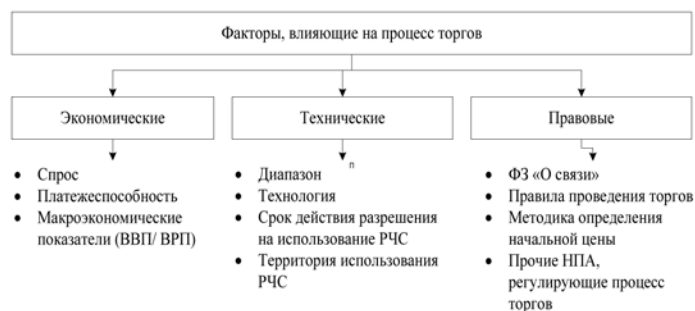 Факторы, влияющие на процесс торгов
Экономические
Технические
Правовые
• Спрос
• Платежеспособность
• Макроэкономические
показатели (ВВП/ ВРП)
п
• Диапазон
• Технология
• Срок действия разрешения
на использование РЧС
• Территория использования
РЧС
• ФЗ «О связи»
• Правила проведения торгов
• Методика определения
начальной цены
• Прочие НПА,
регулирующие процесс
торгов